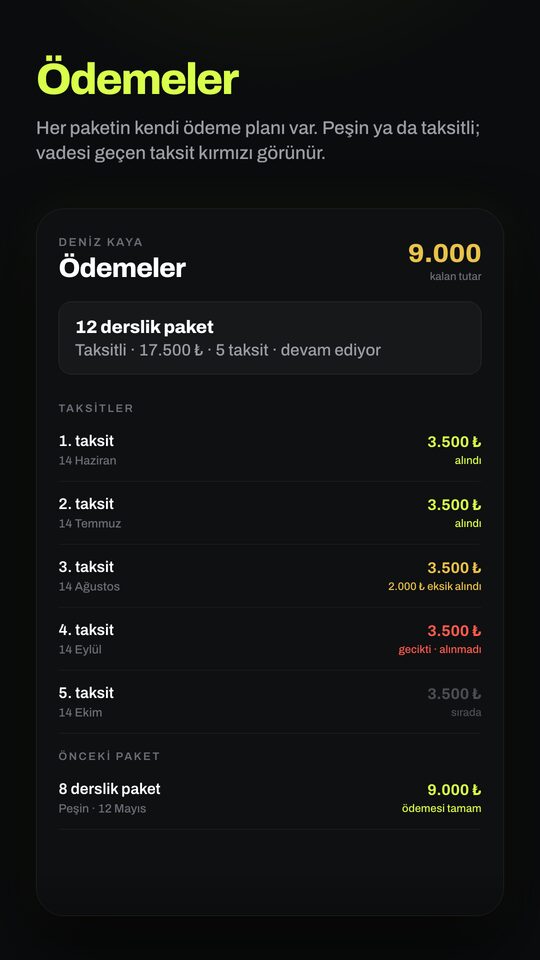 Ödemeler
Her paketin kendi ödeme planı var. Peşin ya da taksitli;
vadesi geçen taksit kırmızı görünür.
DENİZ KAYA
Ödemeler
9.000
kalan tutar
12 derslik paket
Taksitli · 17.500 ₺ · 5 taksit · devam ediyor
TAKSİTLER
1. taksit
3.500 ₺
14 Haziran
alındı
2. taksit
3.500 ₺
14 Temmuz
alındı
3. taksit
3.500 ₺
14 Ağustos
2.000 ₺ eksik alındı
4. taksit
3.500 ₺
14 Eylül
gecikti · alınmadı
5. taksit
3.500 ₺
14 Ekim
sırada
ÖNCEKİ PAKET
8 derslik paket
9.000 ₺
Peşin · 12 Mayıs
ödemesi tamam